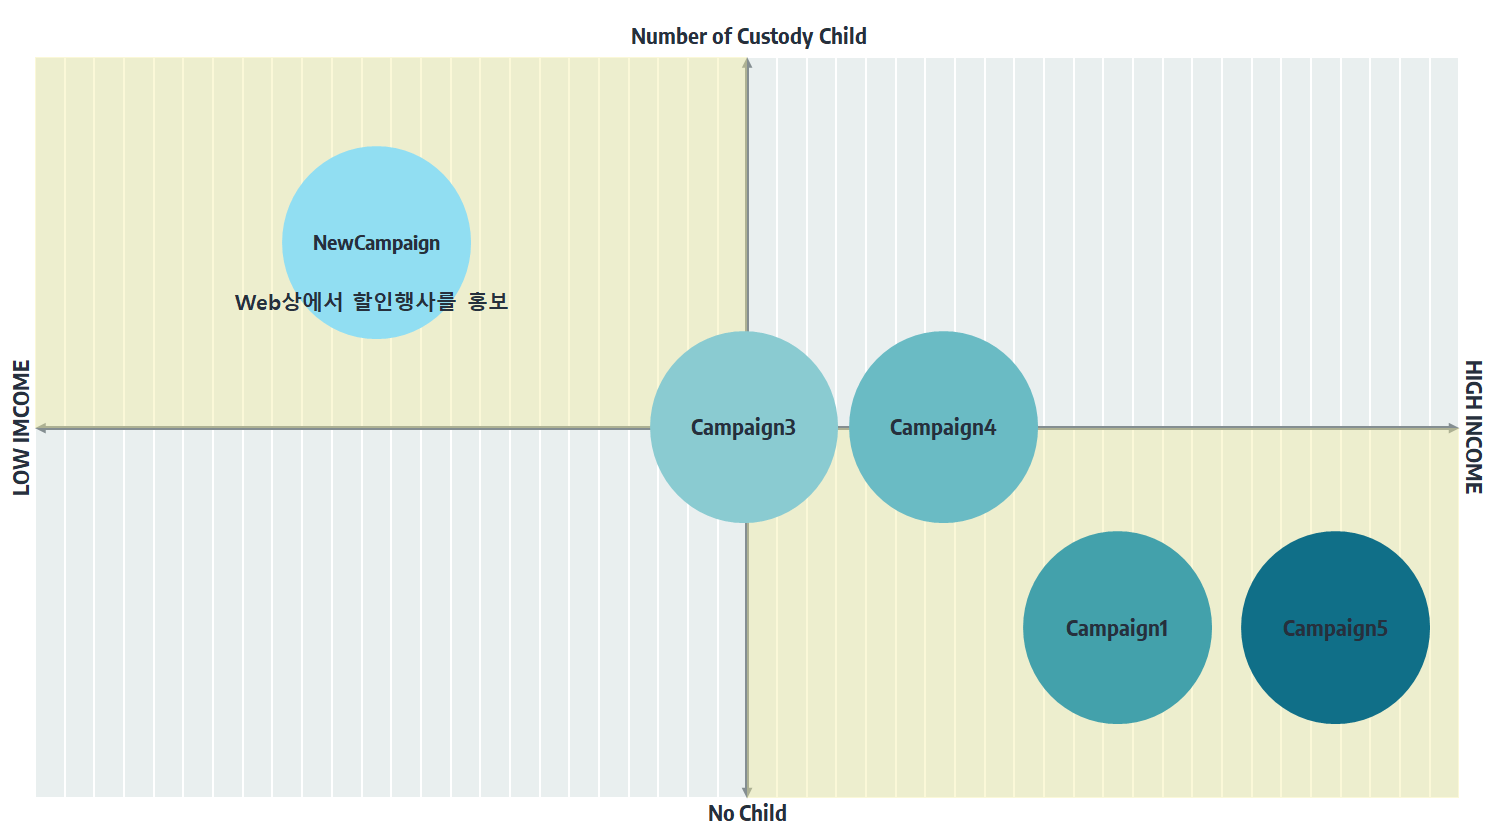 Number of Custody Child
NewCampaign
Web상에서 할인행사를 홍보
LOW IMCOME
Campaign3
Campaign4
HIGH INCOME
Campaign1
Campaign5
No Child